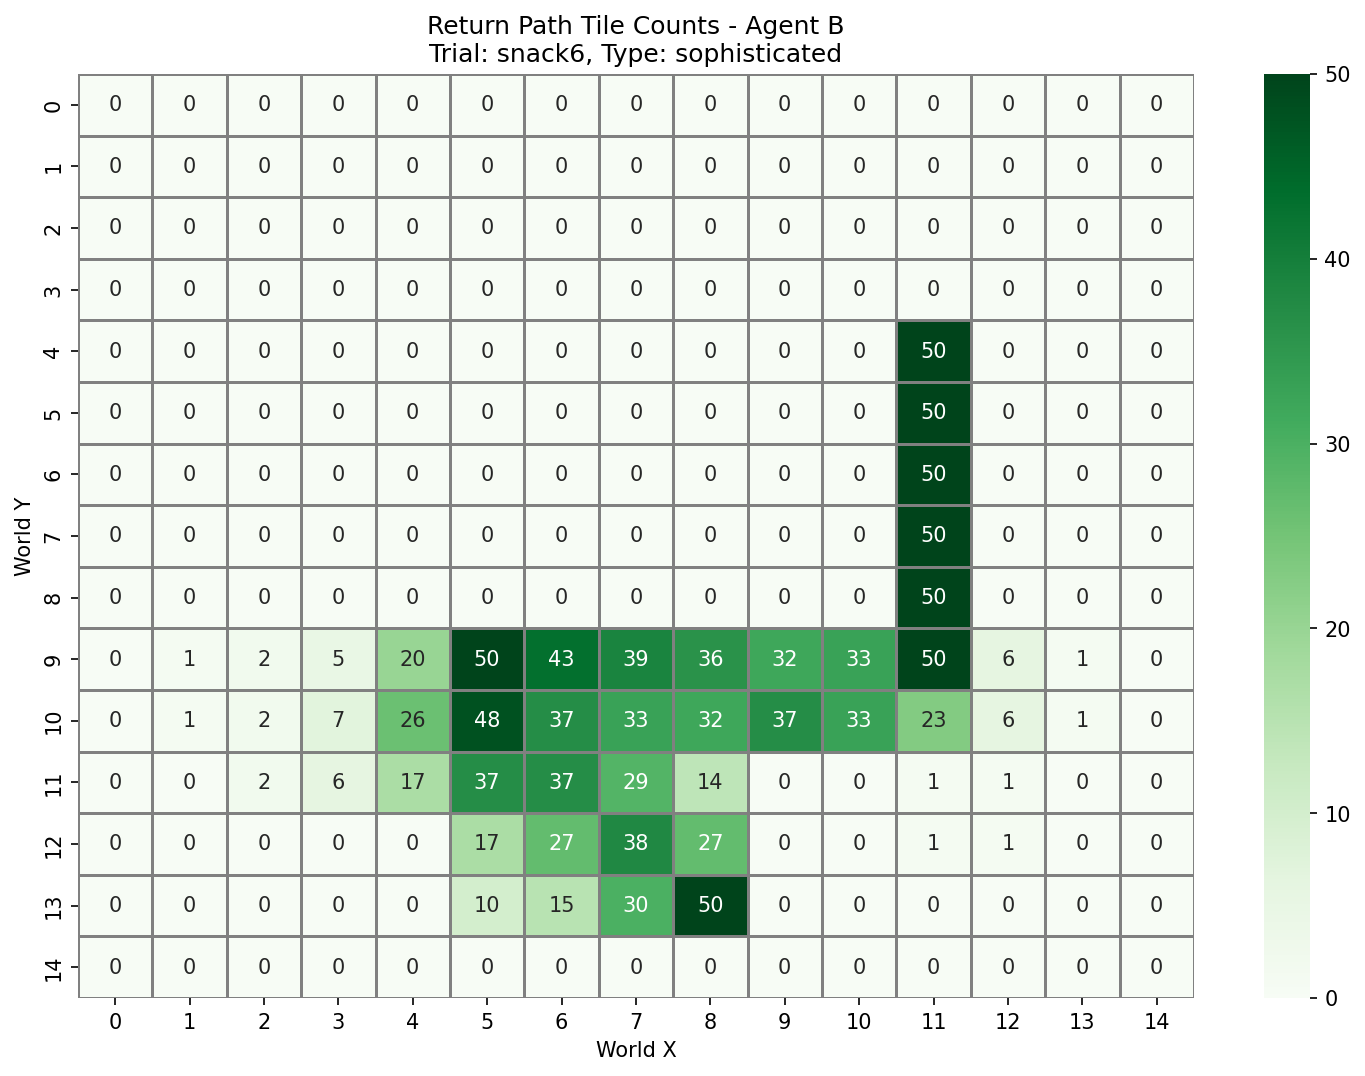 Return Path Tile Counts - Agent B
Trial: snack6, Type: sophisticated
0 0 0 0 0 0 0 0 0 0 0 0 0 0 0 0
1 0 0 0 0 0 0 0 0 0 0 0 0 0 0 0
2 0 0 0 0 0 0 0 0 0 0 0 0 0 0 0
3 0 0 0 0 0 0 0 0 0 0 0 0 0 0 0
4 0 0 0 0 0 0 0 0 0 0 0 50 0 0 0
5 0 0 0 0 0 0 0 0 0 0 0 50 0 0 0
6 0 0 0 0 0 0 0 0 0 0 0 50 0 0 0
7 0 0 0 0 0 0 0 0 0 0 0 50 0 0 0
8 0 0 0 0 0 0 0 0 0 0 0 50 0 0 0
9 0 1 2 5 20 50 43 39 36 32 33 50 6 1 0
10 0 1 2 7 26 48 37 33 32 37 33 23 6 1 0
11 0 0 2 6 17 37 37 29 14 0 0 1 1 0 0
12 0 0 0 0 0 17 27 38 27 0 0 1 1 0 0
13 0 0 0 0 0 10 15 30 50 0 0 0 0 0 0
14 0 0 0 0 0 0 0 0 0 0 0 0 0 0 0
0 1 2 3 4 5 6 7 8 9 10 11 12 13 14
World X
World Y
50
40
30
20
10
0